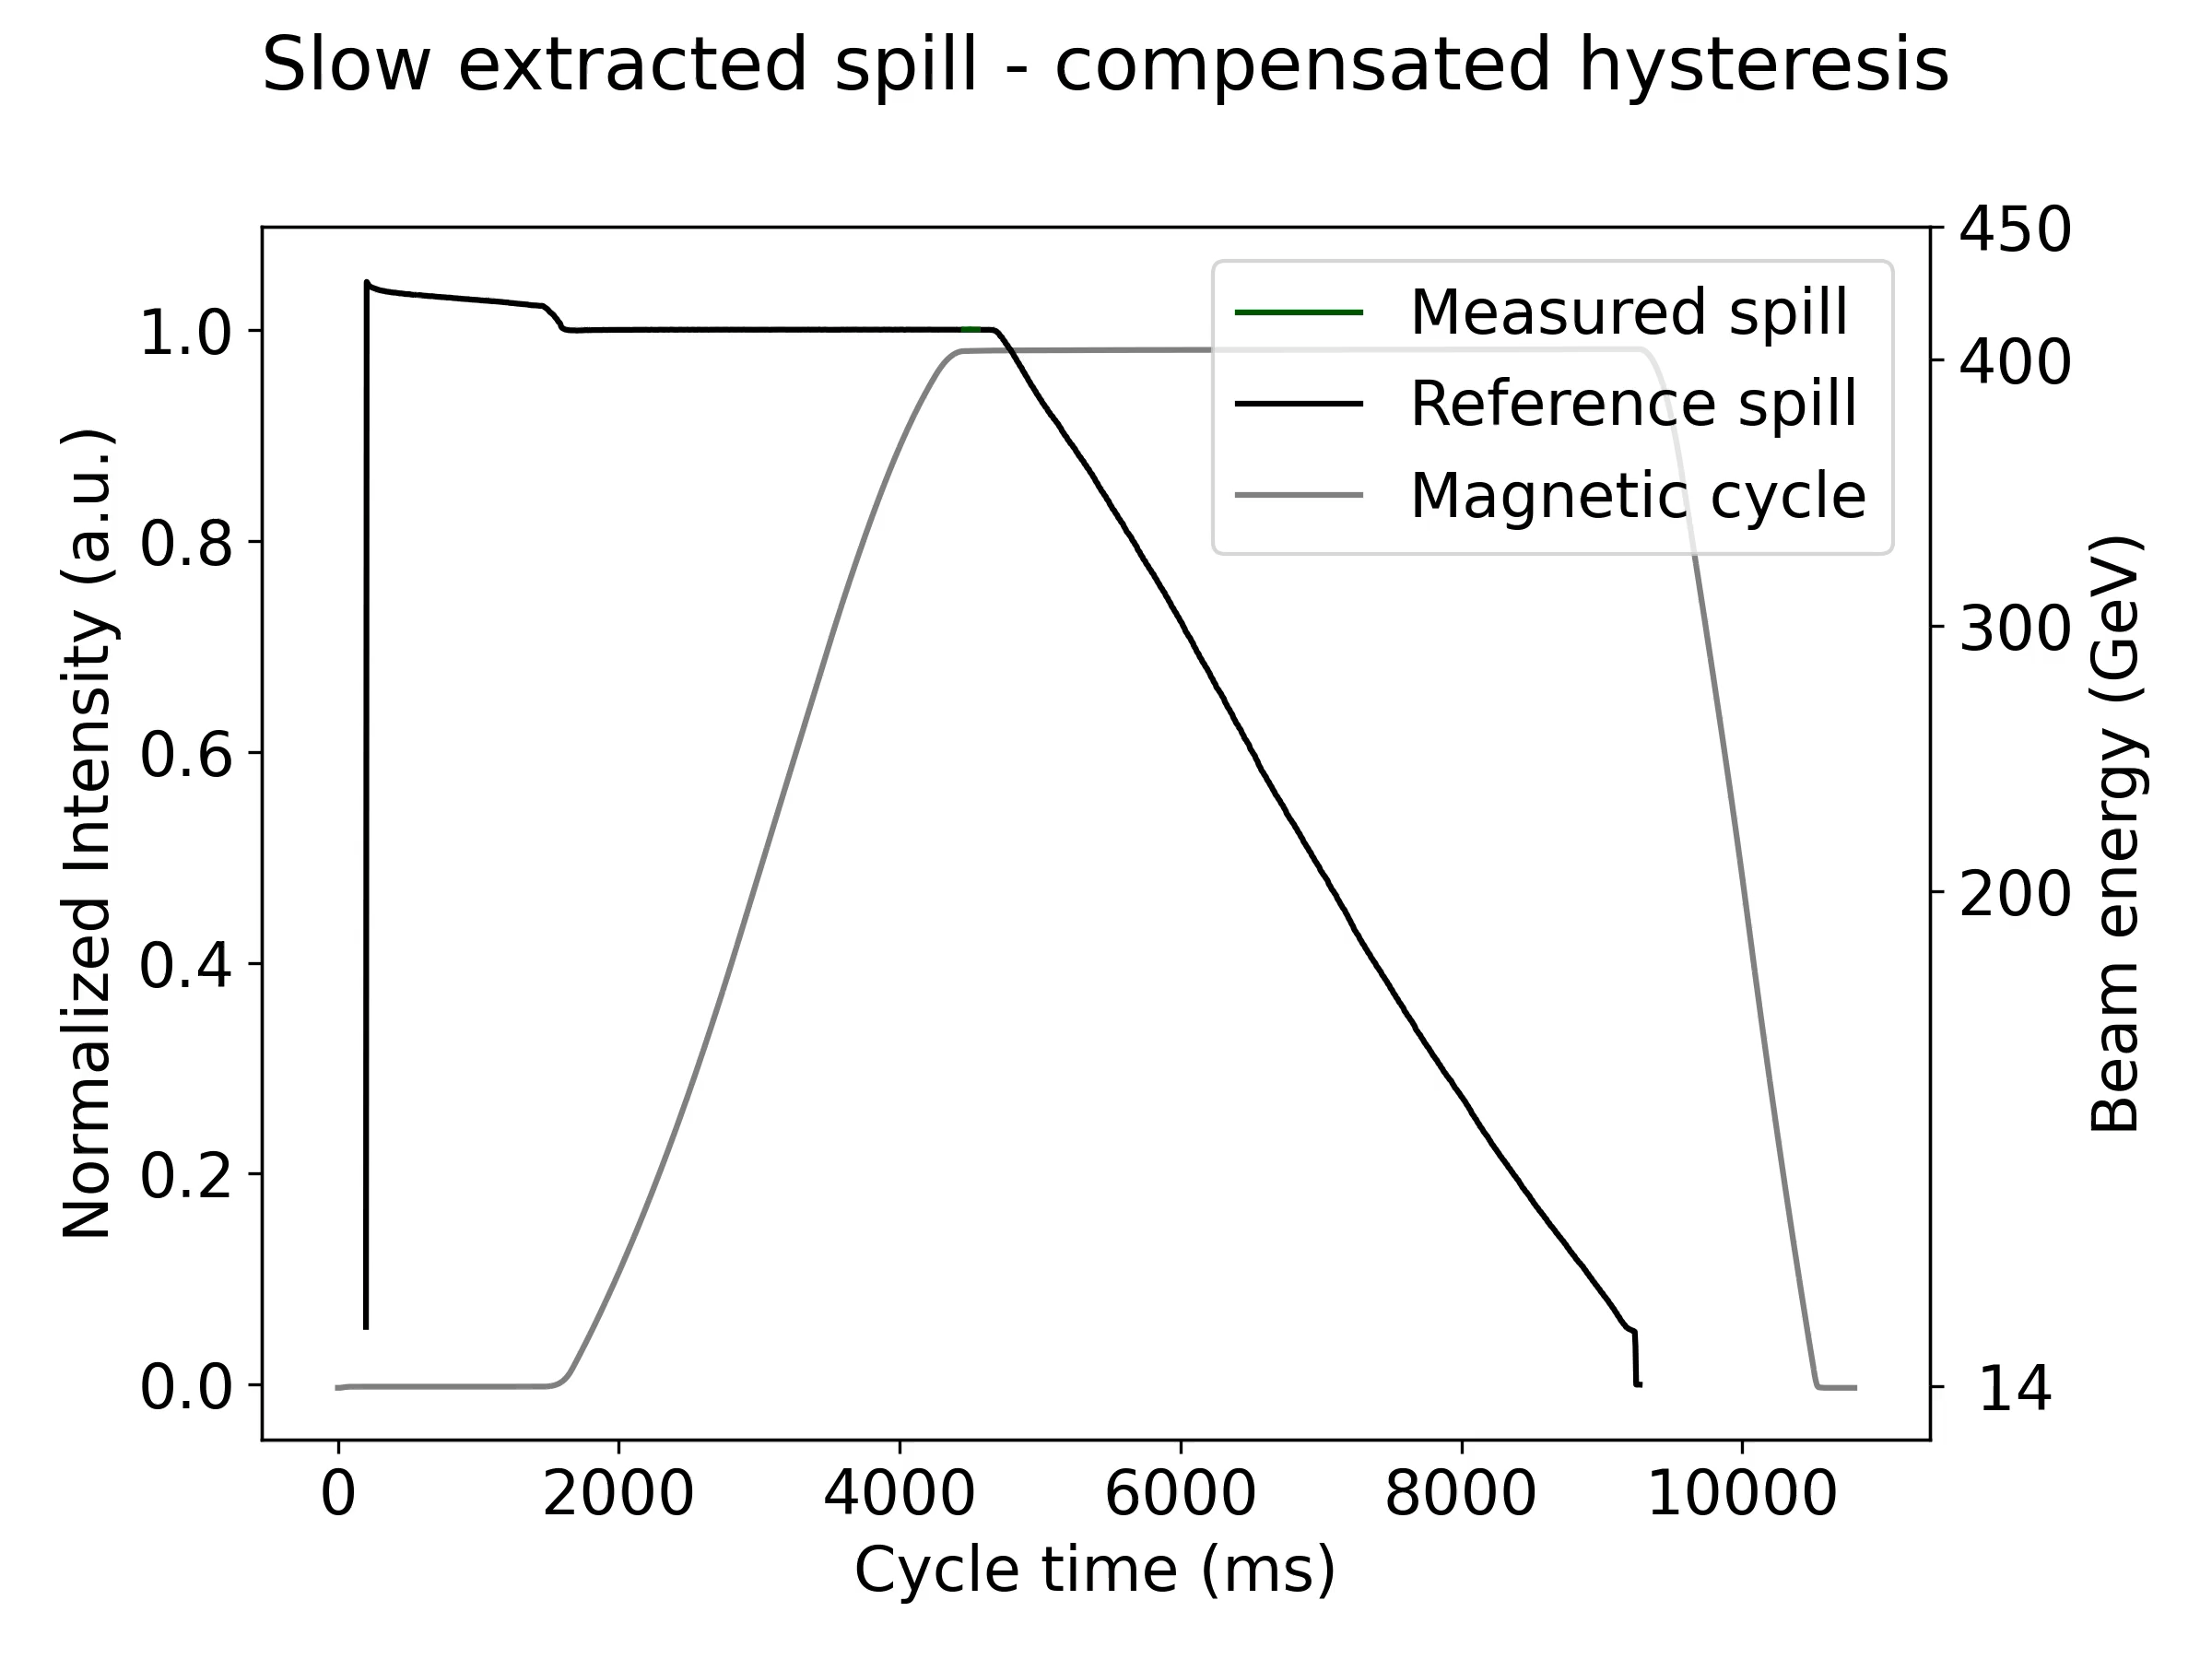 Slow extracted spill - compensated hysteresis
Normalized Intensity (a.u.)
1.0
0.8
0.6
0.4
0.2
0.0
Measured spill
Reference spill
Magnetic cycle
450
400
300
200
14
Beam energy (GeV)
0 2000 4000 6000 8000 10000
Cycle time (ms)